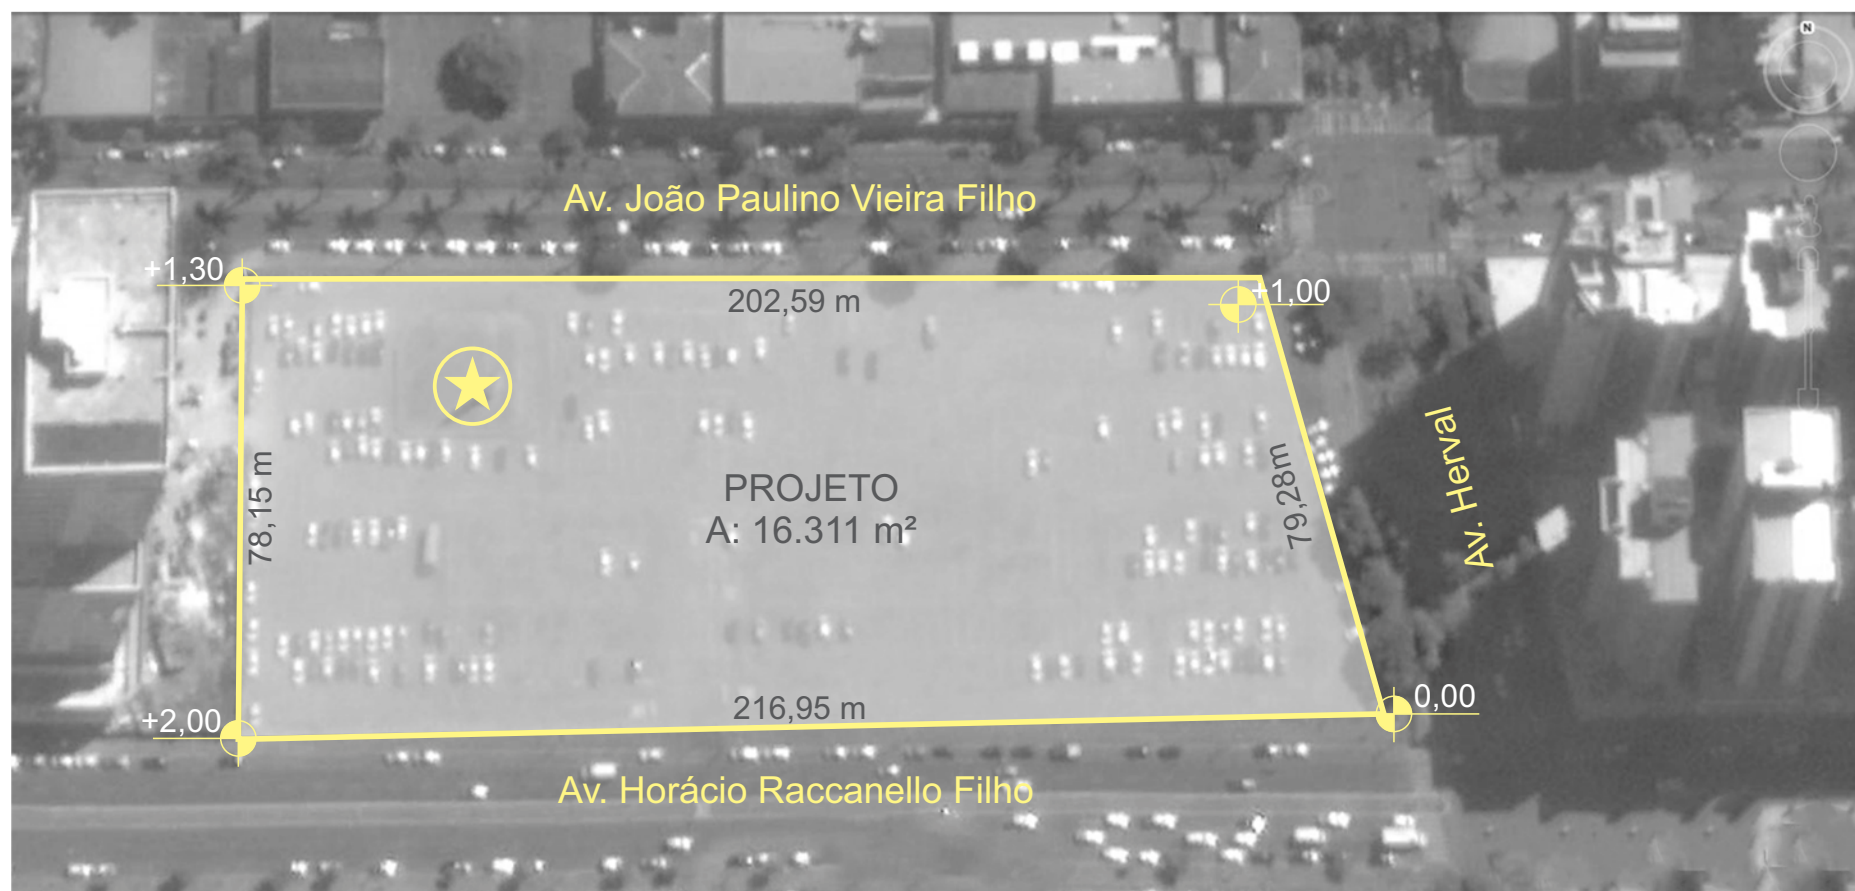 N
Av. João Paulino Vieira Filho
+1,30
+1,00
202,59 m
78,15 m
PROJETO
A: 16.311 m²
79,28m
Av. Herval
216,95 m
+2,00
0,00
Av. Horácio Raccanello Filho